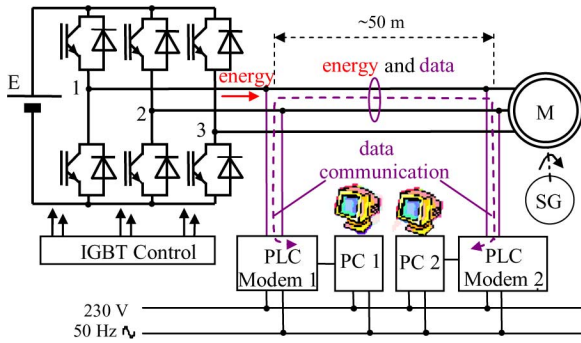 ~50 m
E
1
energy
energy and data
2
3
M
data
communication
SG
IGBT Control
PLC
Modem 1
PC 1
PC 2
PLC
Modem 2
230 V
50 Hz ∿